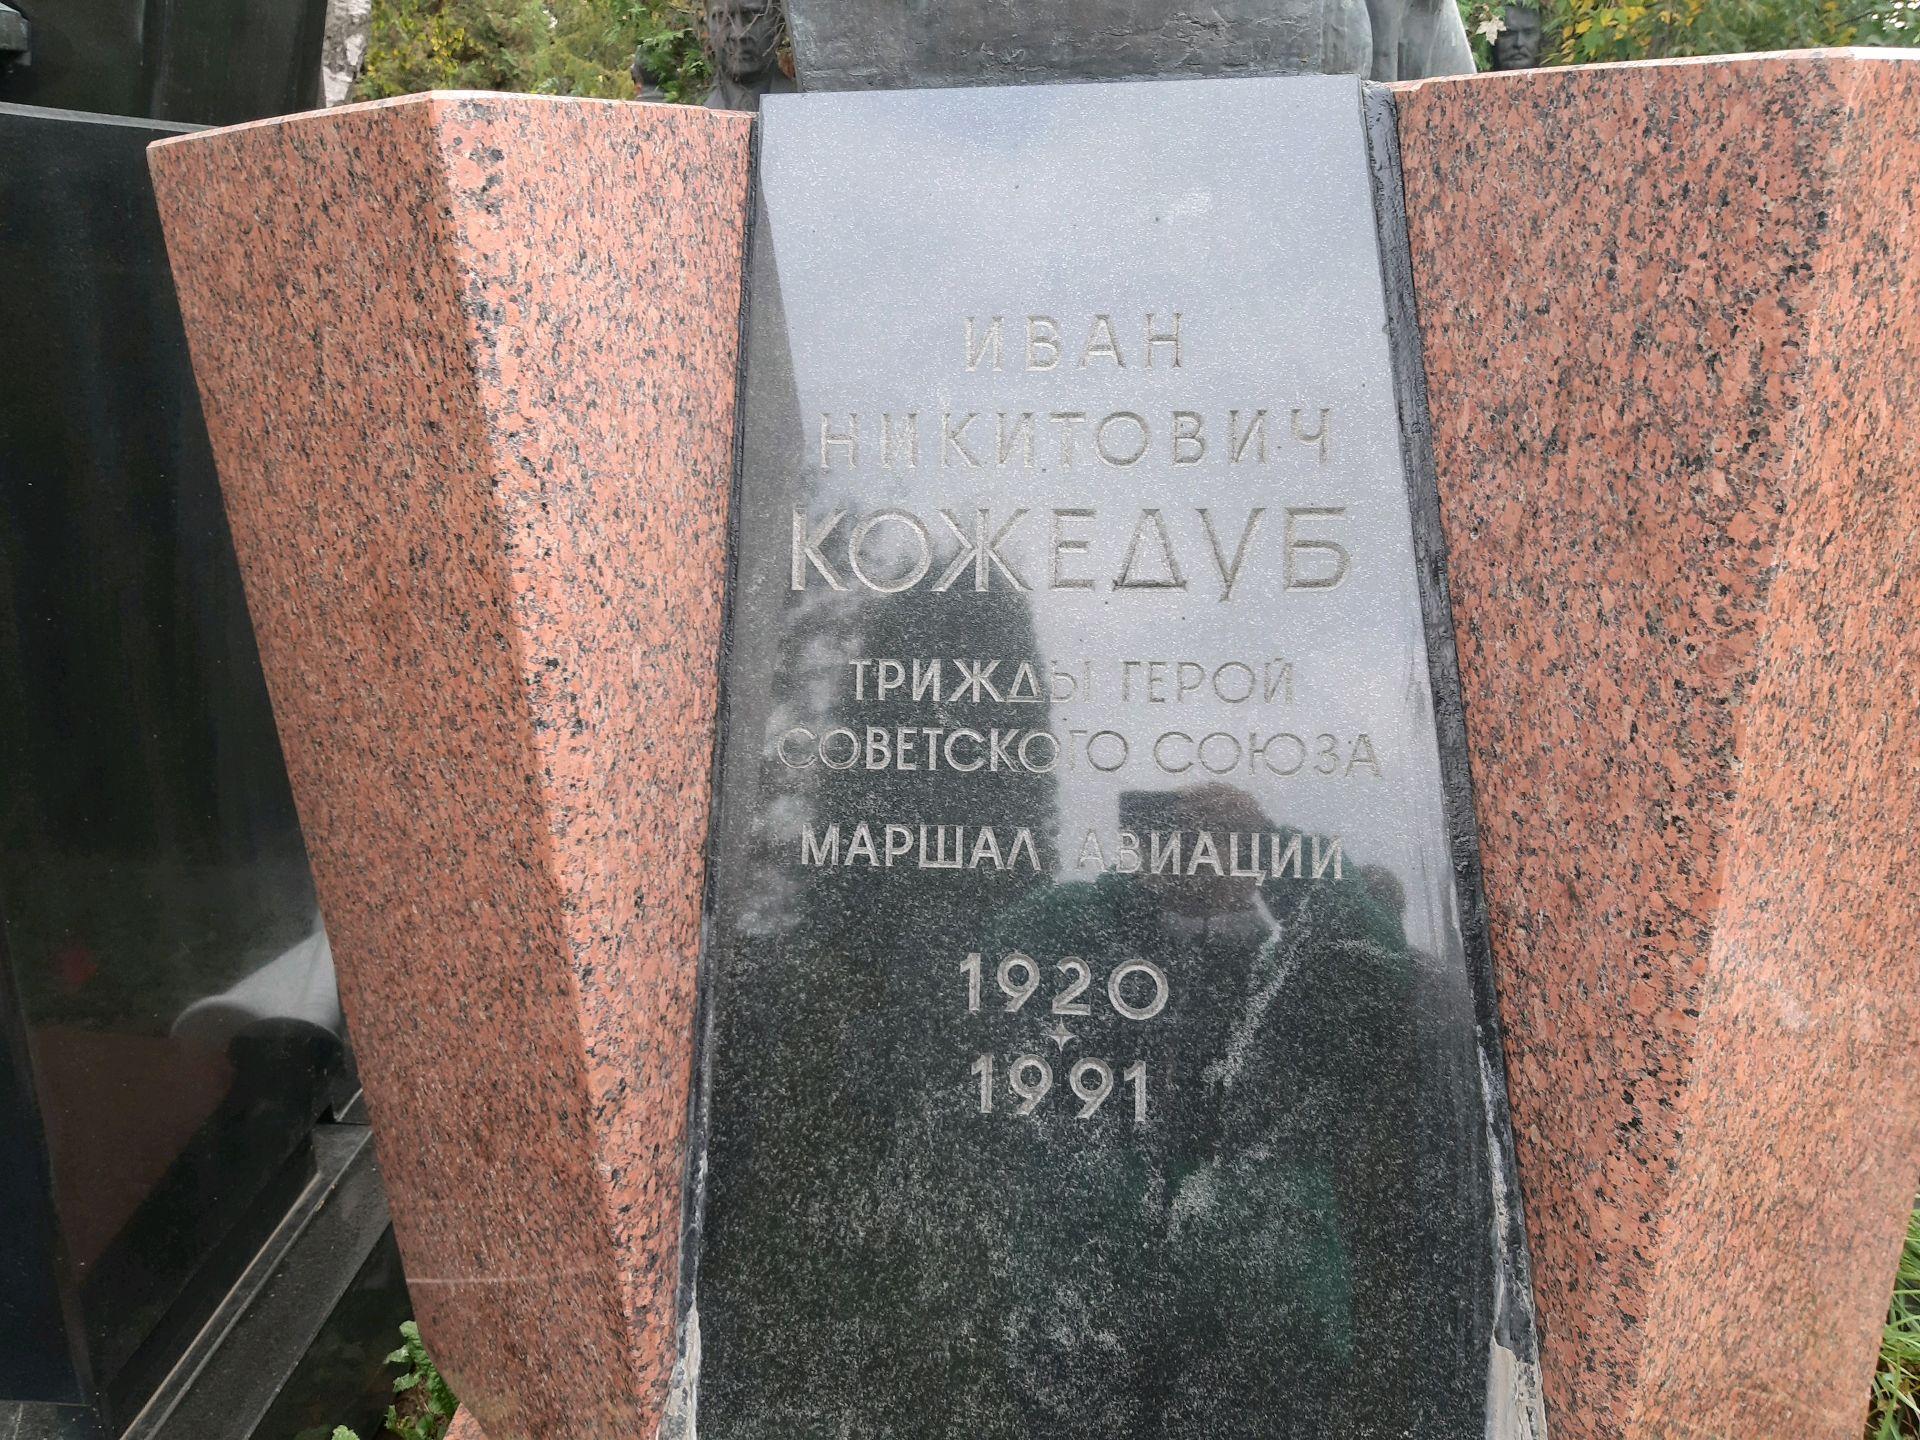 ИВАН
НИКИТОВИЧ
КОЖЕДУБ
ТРИЖДЫ ГЕРОЙ
СОВЕТСКОГО СОЮЗА
МАРШАЛ АВИАЦИИ
1920
1991